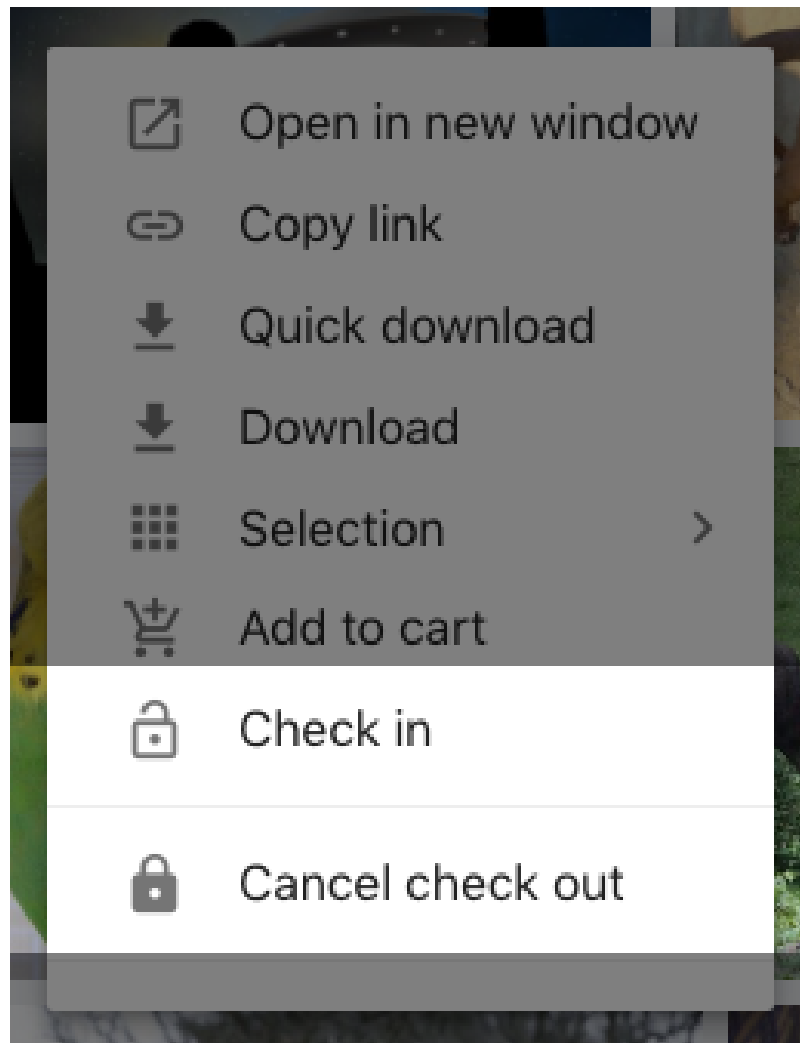 Open in new window
Copy link
Quick download
Download
Selection
Add to cart
Check in
Cancel check out